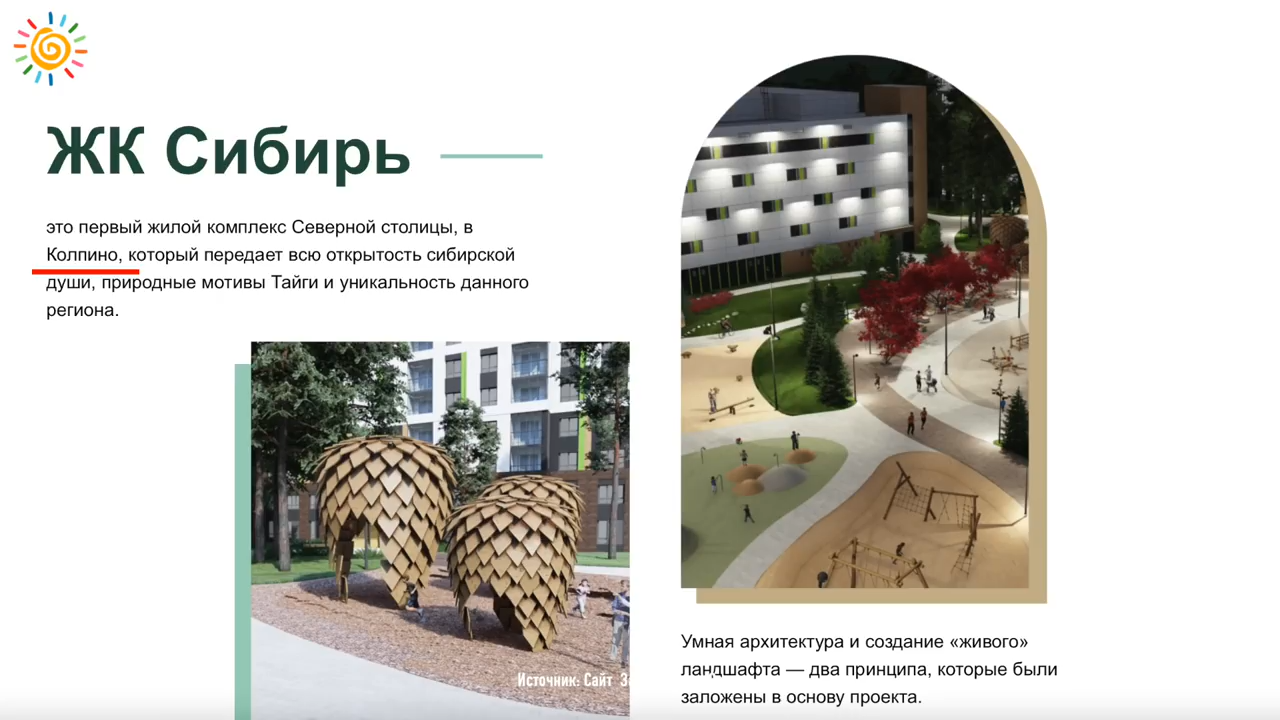 ЖК Сибирь
это первый жилой комплекс Северной столицы, в
Колпино, который передает всю открытость сибирской
души, природные мотивы Тайги и уникальность данного
региона.
Источник: Сайт
Умная архитектура и создание «живого»
ландшафта — два принципа, которые были
заложены в основу проекта.